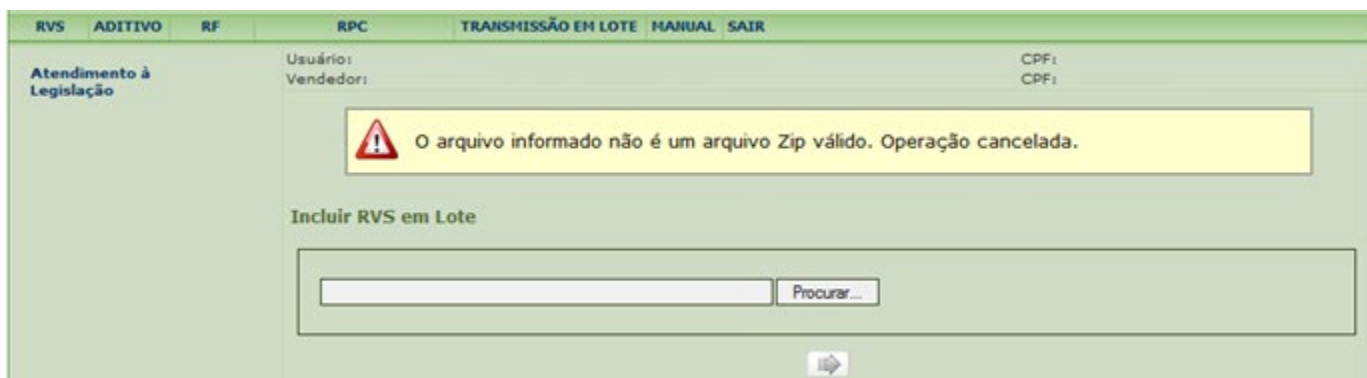 RVS ADITIVO RF RPC TRANSMISSÃO EM LOTE MANUAL SAIR
Atendimento à
Legislação
Usuário: CPF:
Vendedor: CPF:
O arquivo informado não é um arquivo Zip válido. Operação cancelada.
Incluir RVS em Lote
Procurar...